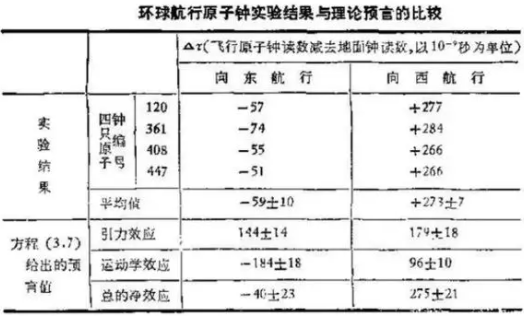 环球航行原子钟实验结果与理论预言的比较
Δτ(飞行原子钟读数减去地面钟读数,以10⁻⁹秒为单位)
向东航行 向西航行
实验结果 四只原子钟编号 120 -57 +277
361 -74 +284
408 -55 +266
447 -51 +266
平均值 -59±10 +273±7
方程(3.7)给出的预言值 引力效应 144±14 179±18
运动学效应 -184±18 96±10
总的净效应 -40±23 275±21